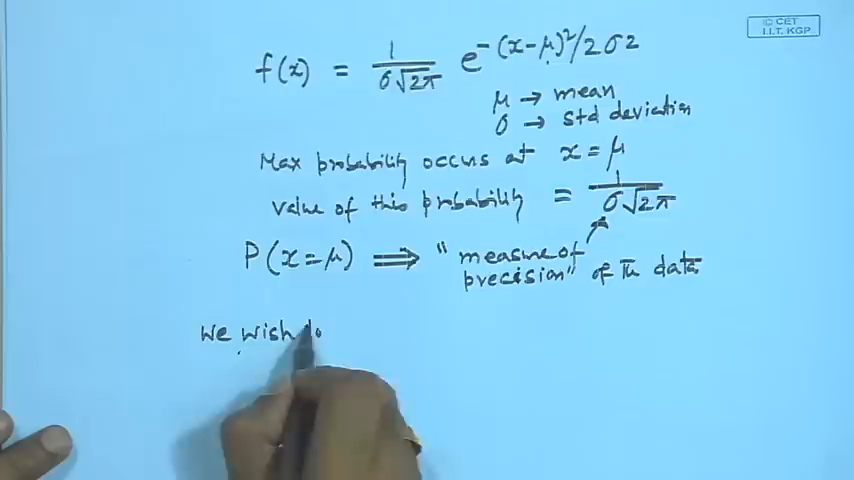 © CET
I.I.T. KGP
f(x) = 1/σ√2π e^-(x-μ)²/2σ2
μ → mean
σ → std deviation
Max probability occurs at x = μ
value of this probability = 1/σ√2π
P(x=μ) ⟹ "measure of
precision" of the data
We wish to